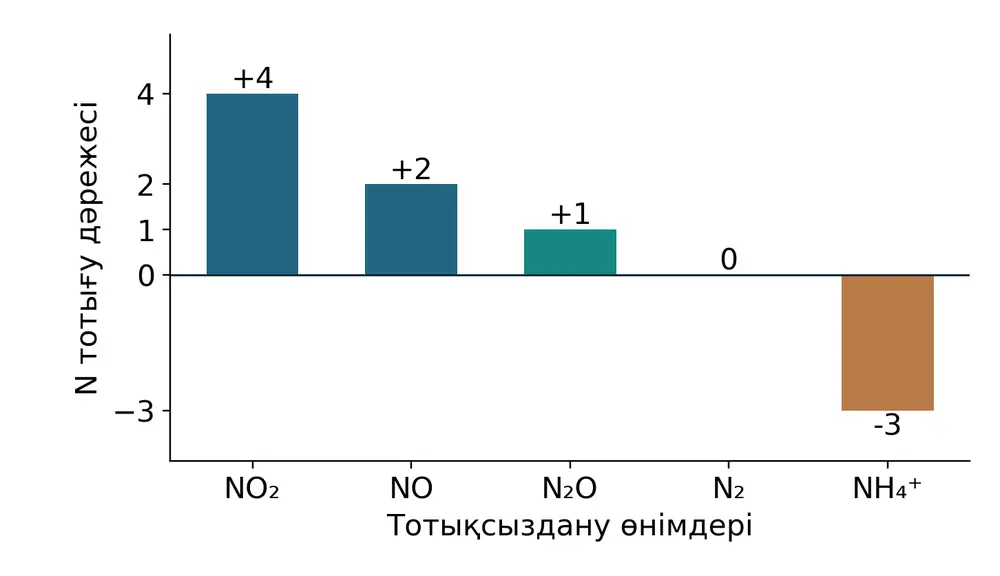 +4
+2
+1
0
-3
4
2
1
0
−3
N тотығу дәрежесі
NO₂
NO
N₂O
N₂
NH₄⁺
Тотықсыздану өнімдері